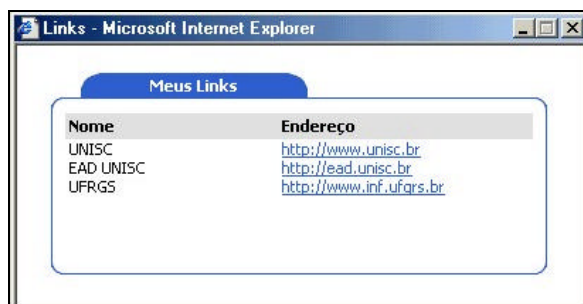 Links - Microsoft Internet Explorer
Meus Links
Nome Endereço
UNISC http://www.unisc.br
EAD UNISC http://ead.unisc.br
UFRGS http://www.inf.ufgrs.br